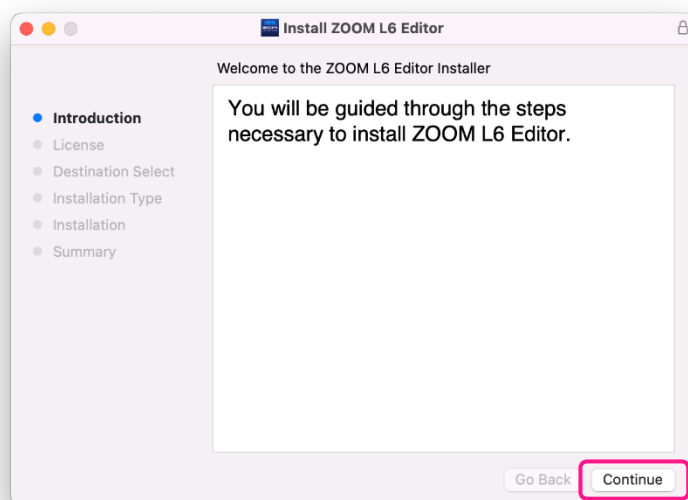 Install ZOOM L6 Editor
Welcome to the ZOOM L6 Editor Installer
Introduction
License
Destination Select
Installation Type
Installation
Summary
You will be guided through the steps
necessary to install ZOOM L6 Editor.
Go Back
Continue